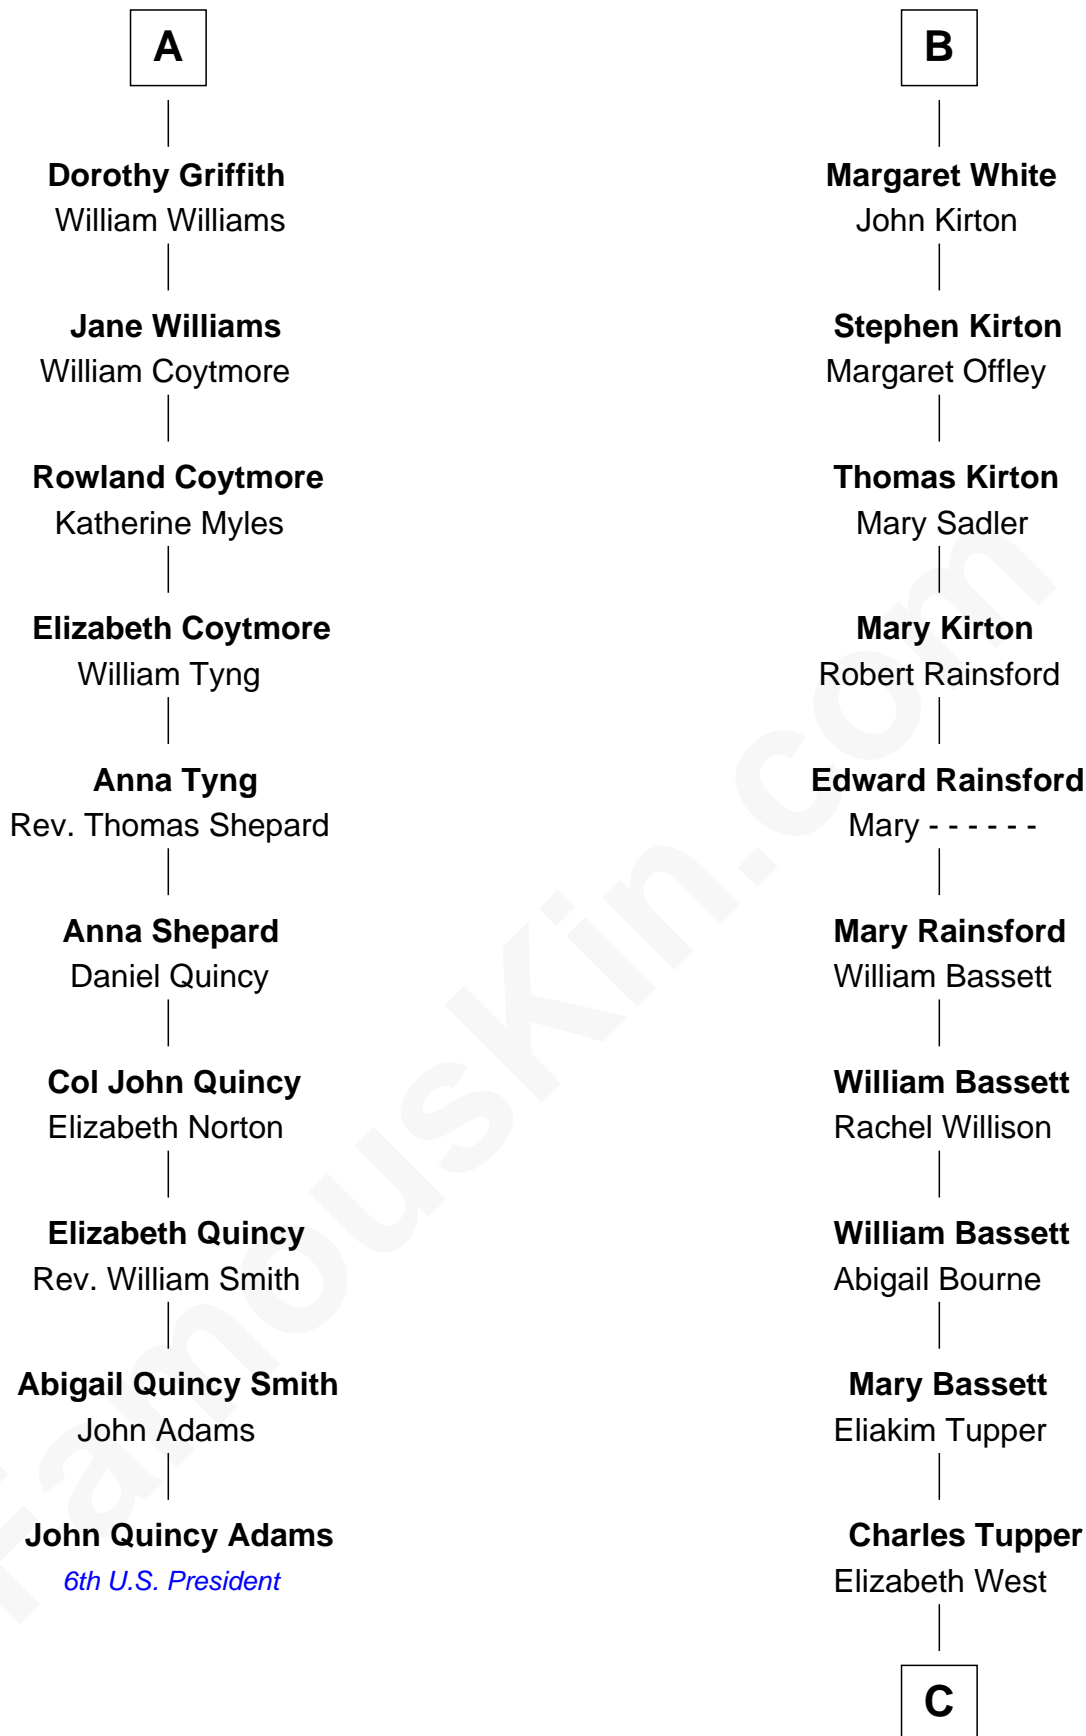 A
Dorothy Griffith
William Williams
Jane Williams
William Coytmore
Rowland Coytmore
Katherine Myles
Elizabeth Coytmore
William Tyng
Anna Tyng
Rev. Thomas Shepard
Anna Shepard
Daniel Quincy
Col John Quincy
Elizabeth Norton
Elizabeth Quincy
Rev. William Smith
Abigail Quincy Smith
John Adams
John Quincy Adams
6th U.S. President
B
Margaret White
John Kirton
Stephen Kirton
Margaret Offley
Thomas Kirton
Mary Sadler
Mary Kirton
Robert Rainsford
Edward Rainsford
Mary - - - - - -
Mary Rainsford
William Bassett
William Bassett
Rachel Willison
William Bassett
Abigail Bourne
Mary Bassett
Eliakim Tupper
Charles Tupper
Elizabeth West
C
FamousKin.com